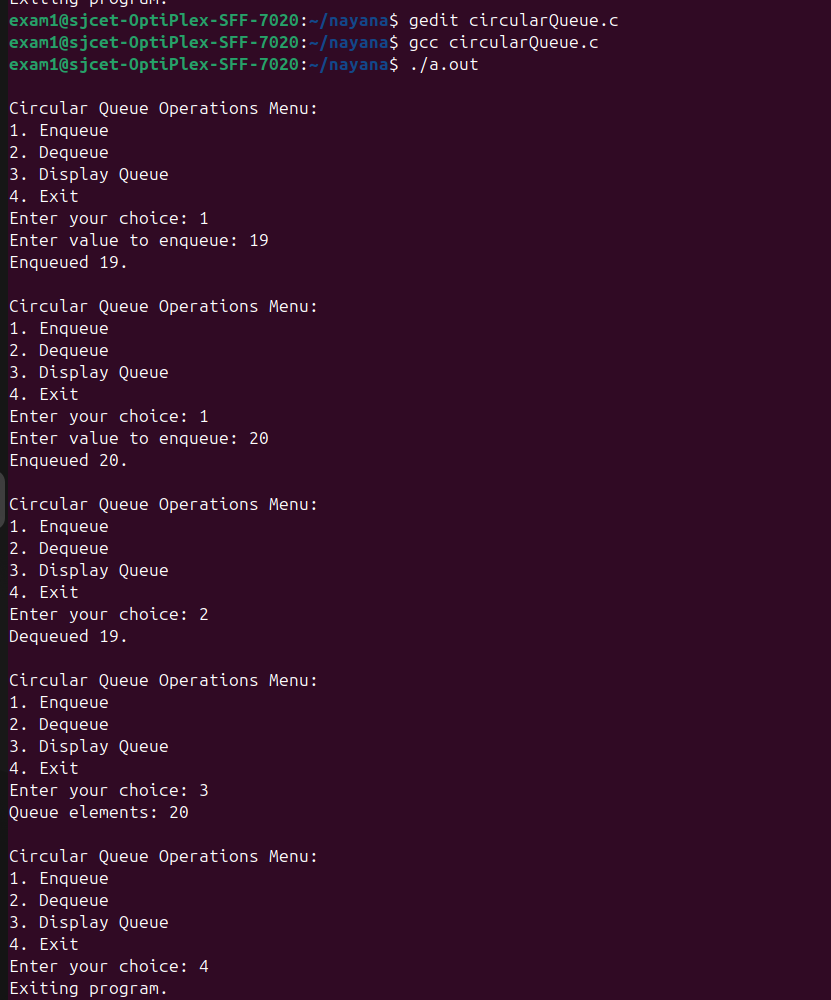 Exiting program.
exam1@sjcet-OptiPlex-SFF-7020:~/nayana$ gedit circularQueue.c
exam1@sjcet-OptiPlex-SFF-7020:~/nayana$ gcc circularQueue.c
exam1@sjcet-OptiPlex-SFF-7020:~/nayana$ ./a.out

Circular Queue Operations Menu:
1. Enqueue
2. Dequeue
3. Display Queue
4. Exit
Enter your choice: 1
Enter value to enqueue: 19
Enqueued 19.

Circular Queue Operations Menu:
1. Enqueue
2. Dequeue
3. Display Queue
4. Exit
Enter your choice: 1
Enter value to enqueue: 20
Enqueued 20.

Circular Queue Operations Menu:
1. Enqueue
2. Dequeue
3. Display Queue
4. Exit
Enter your choice: 2
Dequeued 19.

Circular Queue Operations Menu:
1. Enqueue
2. Dequeue
3. Display Queue
4. Exit
Enter your choice: 3
Queue elements: 20

Circular Queue Operations Menu:
1. Enqueue
2. Dequeue
3. Display Queue
4. Exit
Enter your choice: 4
Exiting program.